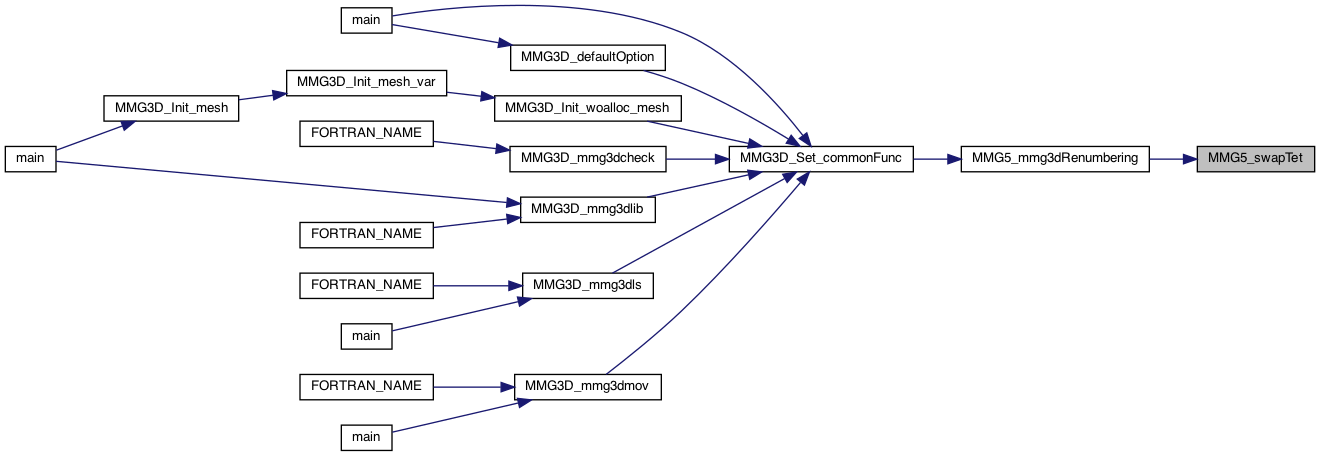 main
MMG3D_defaultOption
MMG3D_Init_mesh_var
MMG3D_Init_mesh
MMG3D_Init_woalloc_mesh
FORTRAN_NAME
main
MMG3D_mmg3dcheck
MMG3D_Set_commonFunc
MMG5_mmg3dRenumbering
MMG5_swapTet
MMG3D_mmg3dlib
FORTRAN_NAME
FORTRAN_NAME
MMG3D_mmg3dls
main
FORTRAN_NAME
MMG3D_mmg3dmov
main